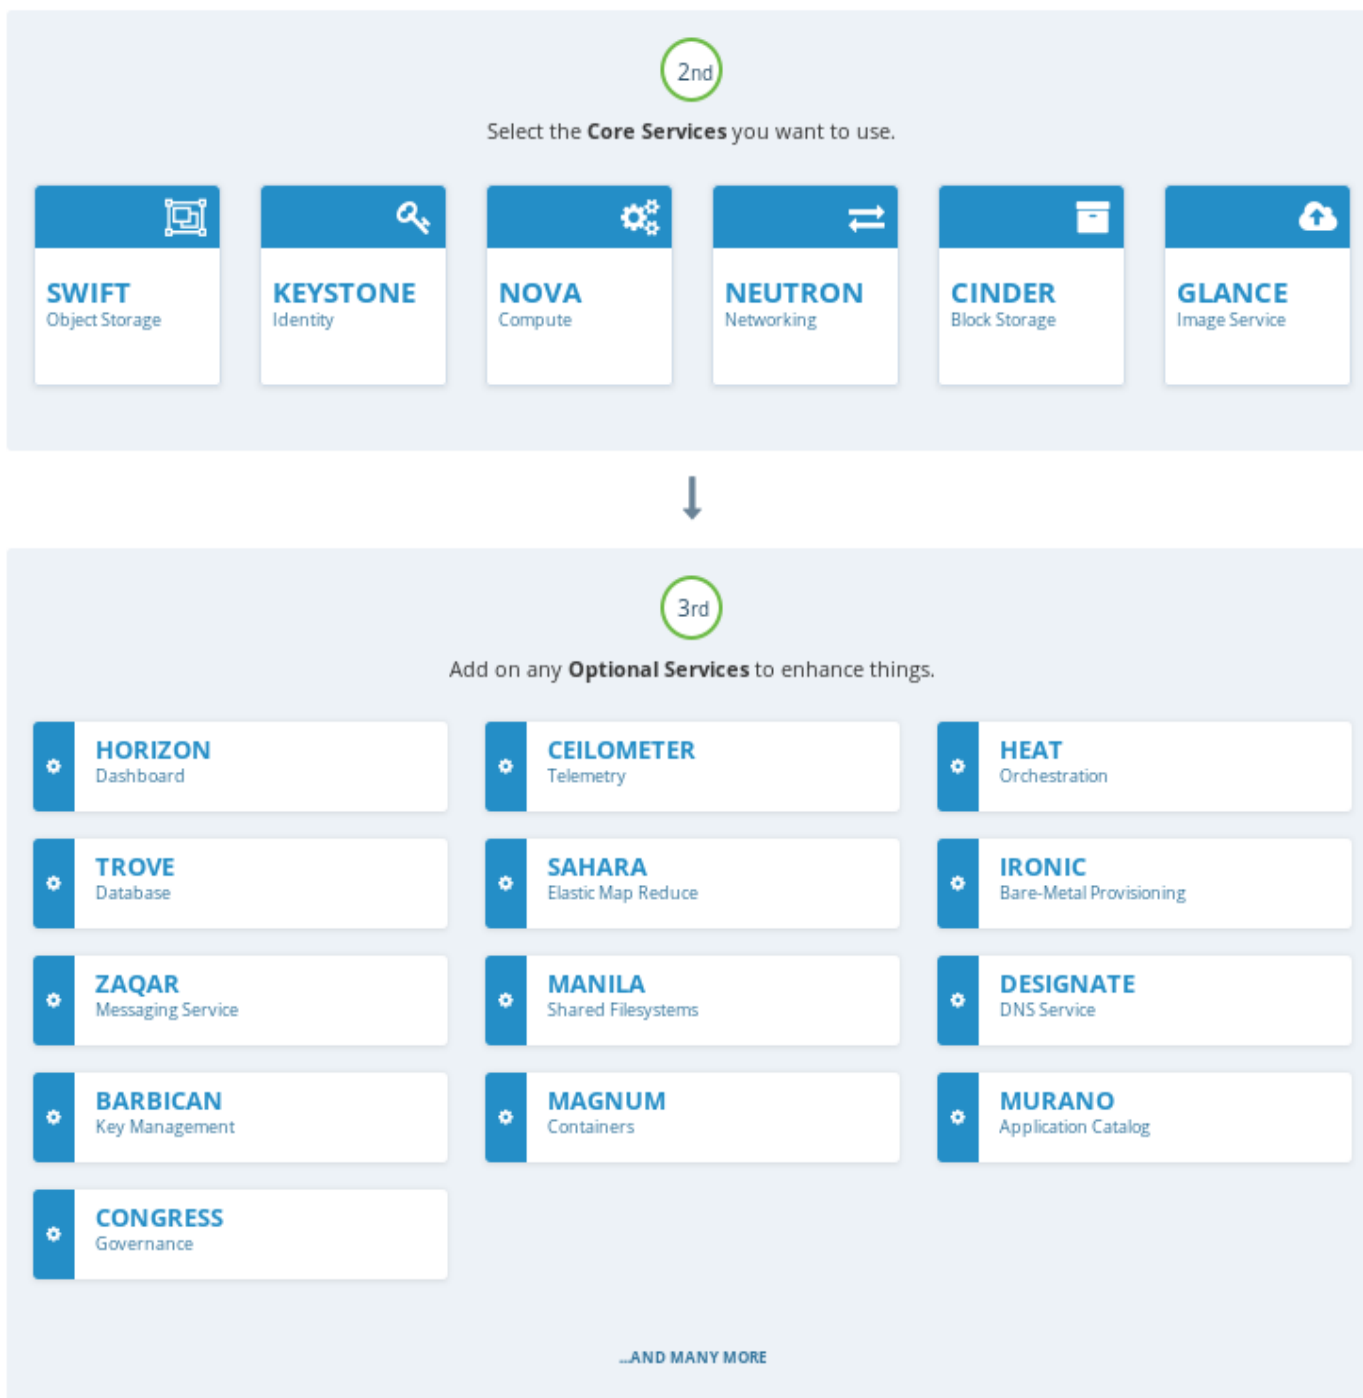 2nd
Select the Core Services you want to use.
SWIFT
Object Storage
KEYSTONE
Identity
NOVA
Compute
NEUTRON
Networking
CINDER
Block Storage
GLANCE
Image Service
3rd
Add on any Optional Services to enhance things.
HORIZON
Dashboard
CEILOMETER
Telemetry
HEAT
Orchestration
TROVE
Database
SAHARA
Elastic Map Reduce
IRONIC
Bare-Metal Provisioning
ZAQAR
Messaging Service
MANILA
Shared Filesystems
DESIGNATE
DNS Service
BARBICAN
Key Management
MAGNUM
Containers
MURANO
Application Catalog
CONGRESS
Governance
...AND MANY MORE